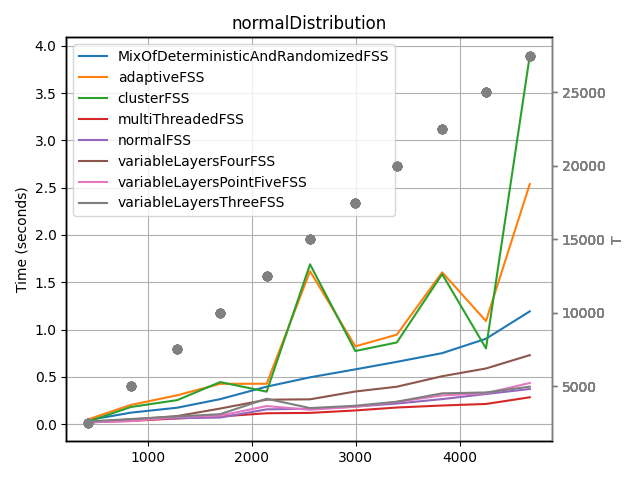 normalDistribution
MixOfDeterministicAndRandomizedFSS
adaptiveFSS
clusterFSS
multiThreadedFSS
normalFSS
variableLayersFourFSS
variableLayersPointFiveFSS
variableLayersThreeFSS
Time (seconds)
4.0
3.5
3.0
2.5
2.0
1.5
1.0
0.5
0.0
25000
20000
15000
10000
5000
T
1000
2000
3000
4000